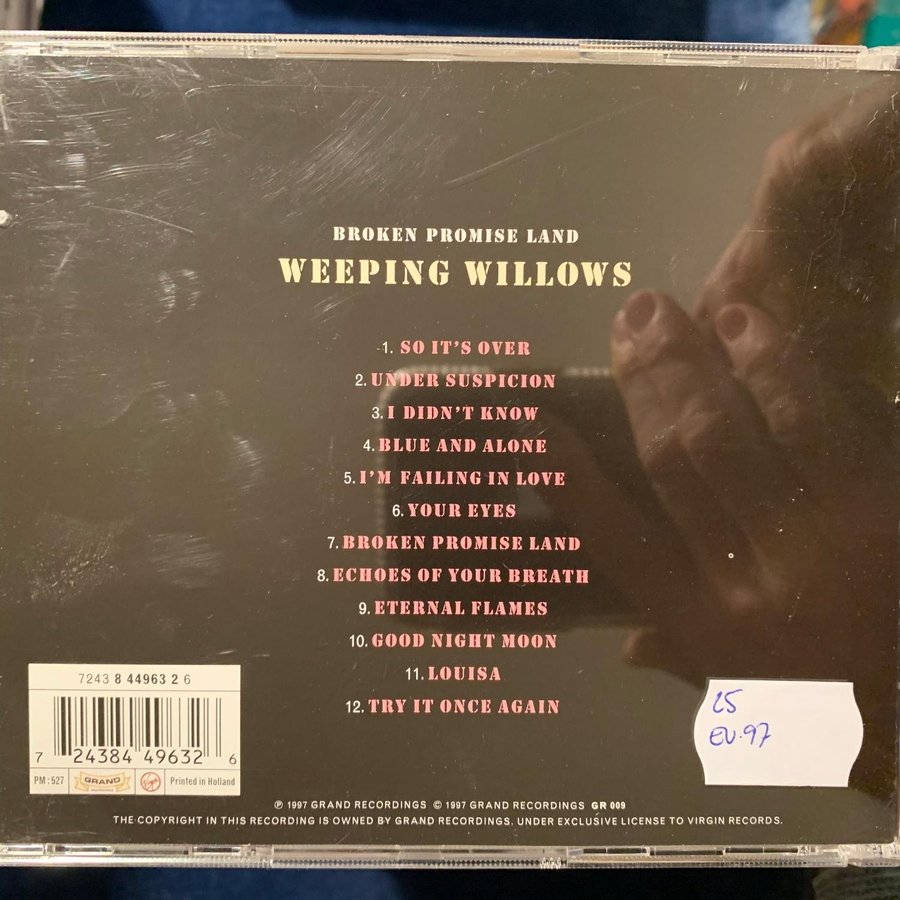 BROKEN PROMISE LAND
WEEPING WILLOWS
1. SO IT'S OVER
2. UNDER SUSPICION
3. I DIDN'T KNOW
4. BLUE AND ALONE
5. I'M FAILING IN LOVE
6. YOUR EYES
7. BROKEN PROMISE LAND
8. ECHOES OF YOUR BREATH
9. ETERNAL FLAMES
10. GOOD NIGHT MOON
11. LOUISA
12. TRY IT ONCE AGAIN
7243 8 44963 2 6
7 24384 49632 6
PM: 527 GRAND RECORDINGS Virgin Printed in Holland
25
EU-97
℗ 1997 GRAND RECORDINGS © 1997 GRAND RECORDINGS GR 009
THE COPYRIGHT IN THIS RECORDING IS OWNED BY GRAND RECORDINGS. UNDER EXCLUSIVE LICENSE TO VIRGIN RECORDS.